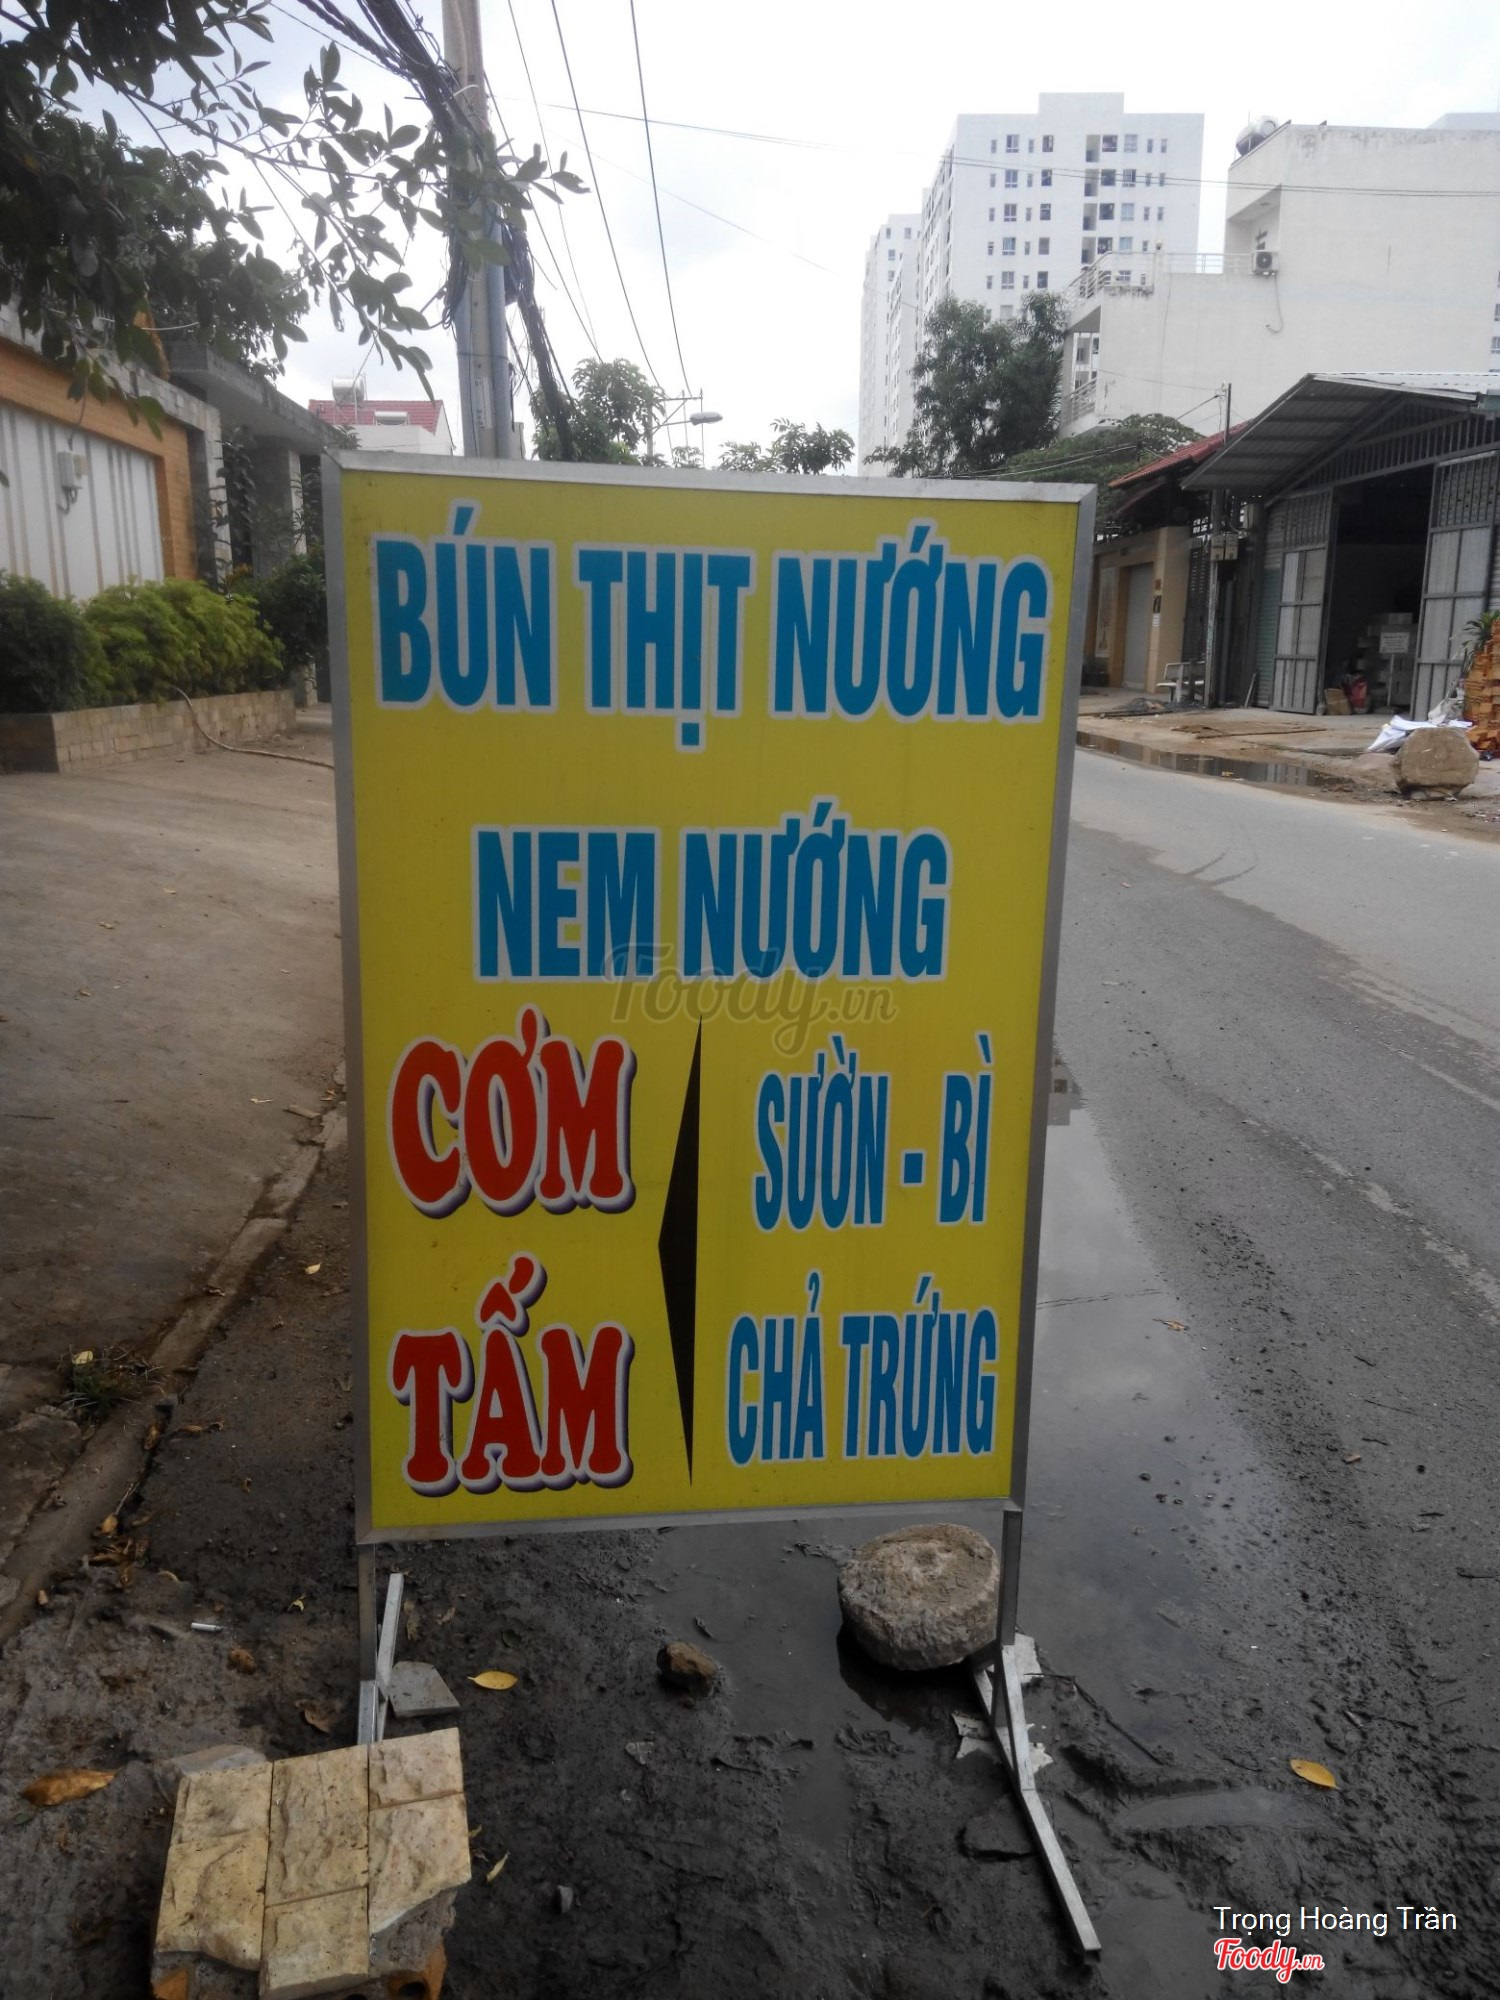 BÚN THỊT NƯỚNG
NEM NƯỚNG
Foody.vn
CƠM
TẤM
SƯỜN - BÌ
CHẢ TRỨNG
Trọng Hoàng Trần
Foody.vn